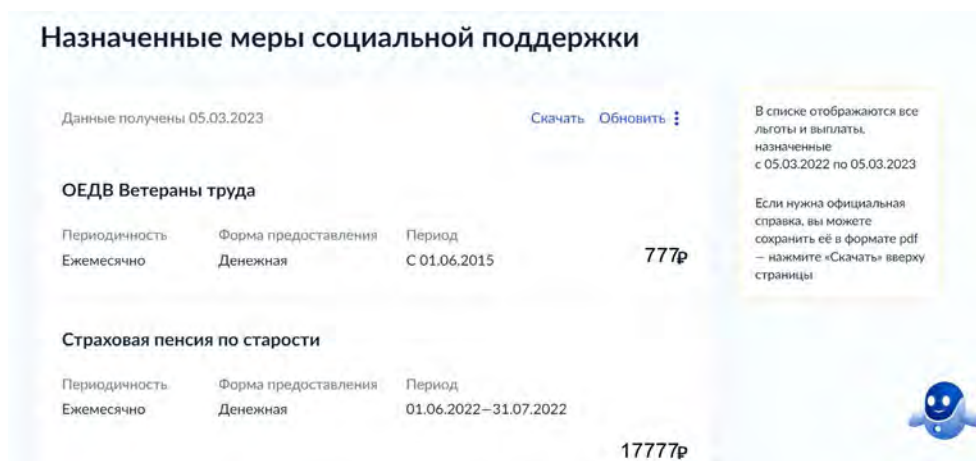 Назначенные меры социальной поддержки
Данные получены 05.03.2023
Скачать Обновить
ОЕДВ Ветераны труда
Периодичность Форма предоставления Период
Ежемесячно Денежная С 01.06.2015 777₽
Страховая пенсия по старости
Периодичность Форма предоставления Период
Ежемесячно Денежная 01.06.2022—31.07.2022
17777₽
В списке отображаются все
льготы и выплаты,
назначенные
с 05.03.2022 по 05.03.2023
Если нужна официальная
справка, вы можете
сохранить её в формате pdf
— нажмите «Скачать» вверху
страницы